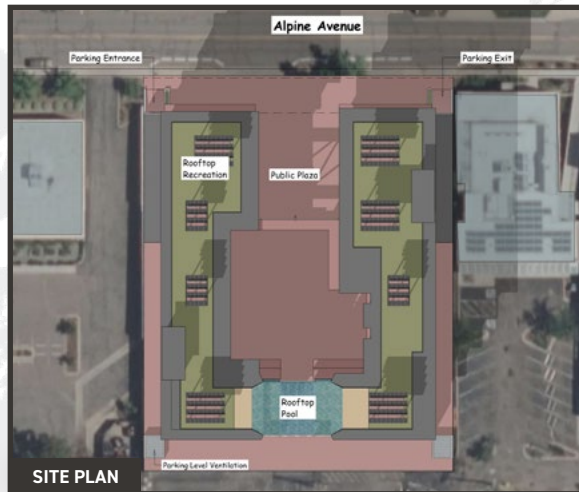 Alpine Avenue
Parking Entrance
Parking Exit
Rooftop
Recreation
Public Plaza
Rooftop
Pool
Parking Level Ventilation
SITE PLAN